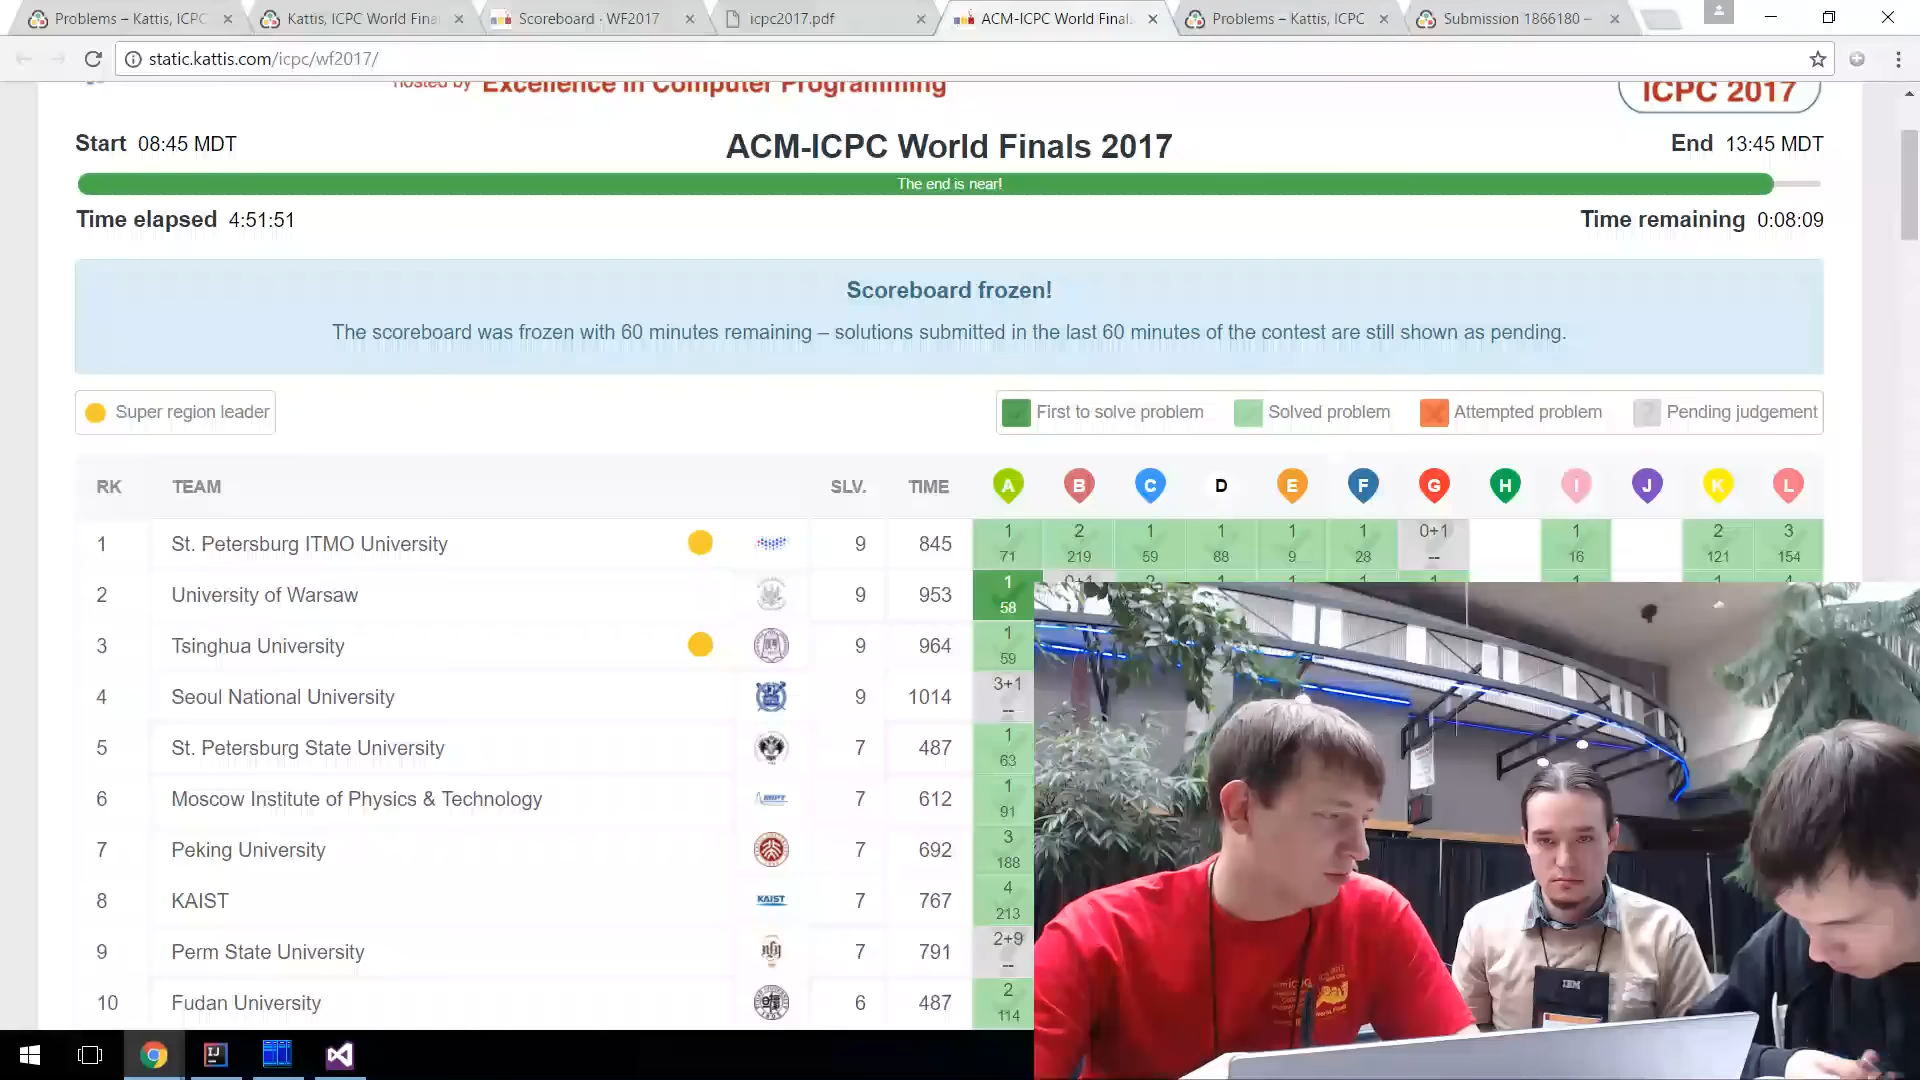 Problems – Kattis, ICPC
Kattis, ICPC World Fina
Scoreboard · WF2017
icpc2017.pdf
ACM-ICPC World Finals
Problems – Kattis, ICPC
Submission 1866180 –
static.kattis.com/icpc/wf2017/
hosted by Excellence in Computer Programming
ICPC 2017
Start 08:45 MDT
ACM-ICPC World Finals 2017
End 13:45 MDT
The end is near!
Time elapsed 4:51:51
Time remaining 0:08:09
Scoreboard frozen!
The scoreboard was frozen with 60 minutes remaining – solutions submitted in the last 60 minutes of the contest are still shown as pending.
Super region leader
First to solve problem
Solved problem
Attempted problem
Pending judgement
RK TEAM SLV. TIME A B C D E F G H I J K L
1 St. Petersburg ITMO University 9 845 1 2 1 1 1 1 0+1 1 2 3
71 219 59 88 9 28 -- 16 121 154
2 University of Warsaw 9 953 1
58
3 Tsinghua University 9 964 1
59
4 Seoul National University 9 1014 3+1
--
5 St. Petersburg State University 7 487 1
63
6 Moscow Institute of Physics & Technology 7 612 1
91
7 Peking University 7 692 3
188
8 KAIST KAIST 7 767 4
213
9 Perm State University 7 791 2+9
--
10 Fudan University 6 487 2
114
IBM